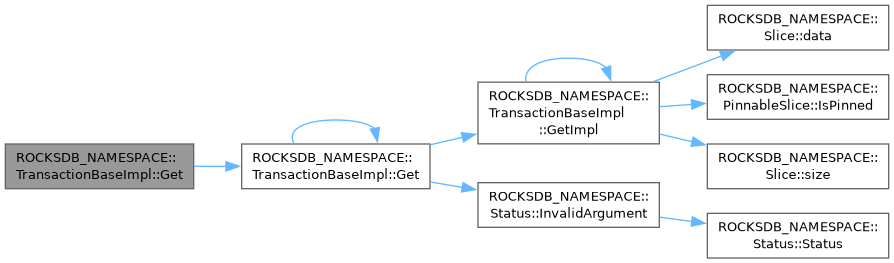 ROCKSDB_NAMESPACE::
TransactionBaseImpl::Get
ROCKSDB_NAMESPACE::
TransactionBaseImpl::Get
ROCKSDB_NAMESPACE::
TransactionBaseImpl
::GetImpl
ROCKSDB_NAMESPACE::
Status::InvalidArgument
ROCKSDB_NAMESPACE::
Slice::data
ROCKSDB_NAMESPACE::
PinnableSlice::IsPinned
ROCKSDB_NAMESPACE::
Slice::size
ROCKSDB_NAMESPACE::
Status::Status